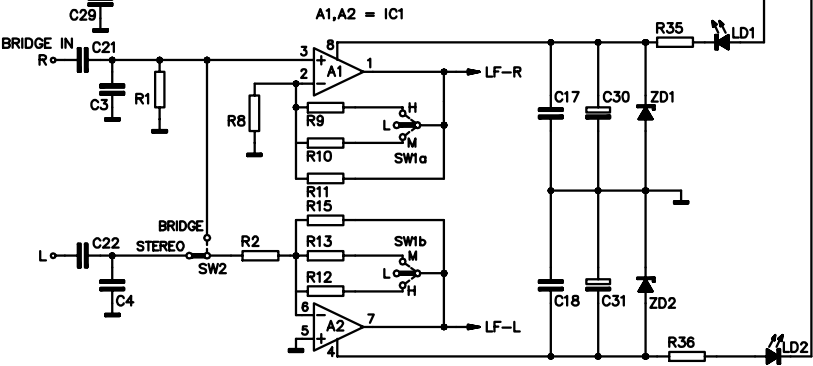 C29
A1,A2 = IC1
BRIDGE IN
R
C21
C3
R1
R8
3
2
8
1
A1
LF-R
R9
H
L
M
R10
SW1a
R11
R35
LD1
C17
C30
ZD1
BRIDGE
STEREO
L
C22
C4
SW2
R2
R15
R13
SW1b
M
L
H
R12
6
5
4
7
A2
LF-L
C18
C31
ZD2
R36
LD2